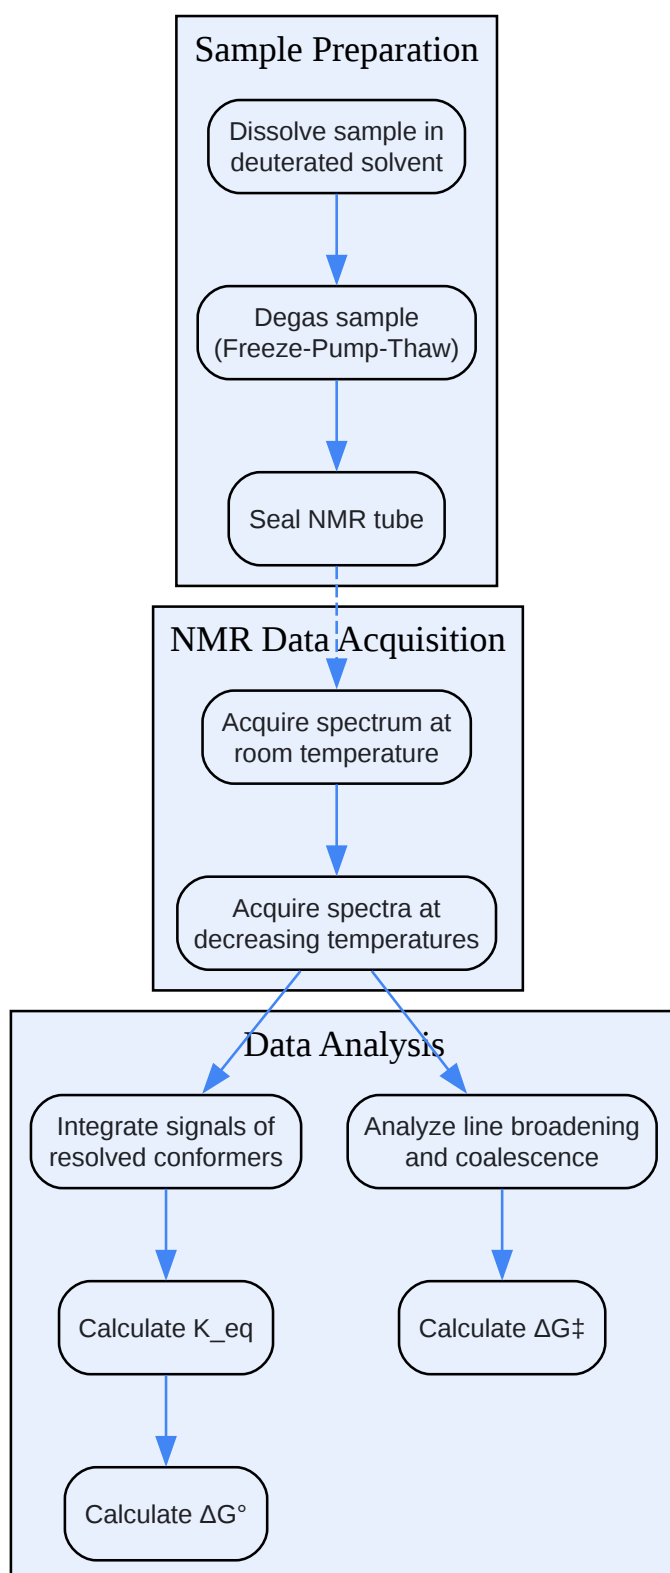 Sample Preparation
Dissolve sample in
deuterated solvent
Degas sample
(Freeze-Pump-Thaw)
Seal NMR tube
NMR Data Acquisition
Acquire spectrum at
room temperature
Acquire spectra at
decreasing temperatures
Data Analysis
Integrate signals of
resolved conformers
Analyze line broadening
and coalescence
Calculate K_eq
Calculate ΔG‡
Calculate ΔG°